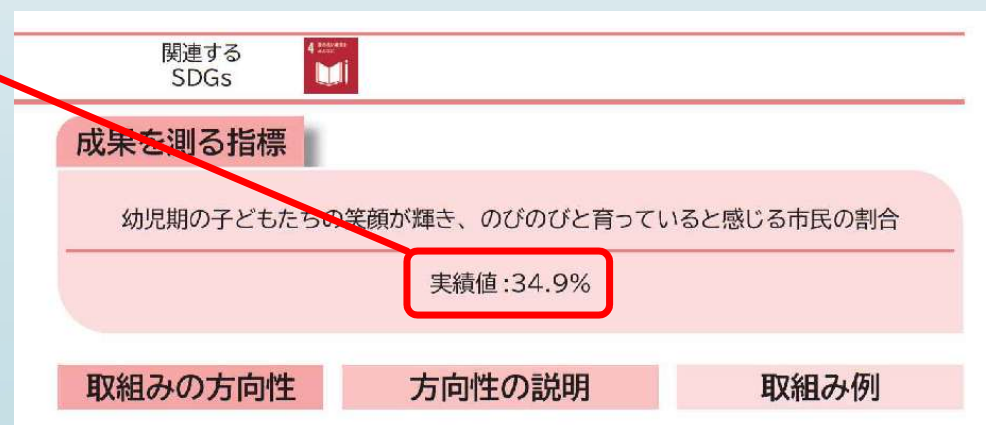 関連する
SDGs
4
成果を測る指標
幼児期の子どもたちの笑顔が輝き、のびのびと育っていると感じる市民の割合
実績値:34.9%
取組みの方向性
方向性の説明
取組み例